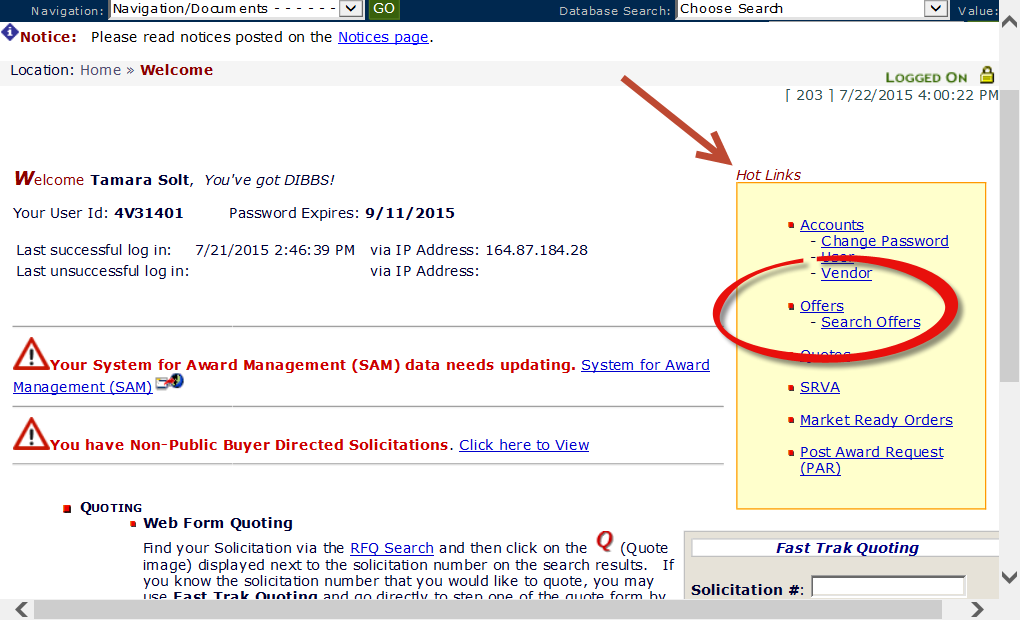 Navigation: Navigation/Documents - - - - - - GO Database Search: Choose Search Value:
Notice: Please read notices posted on the Notices page.
Location: Home » Welcome
LOGGED ON
[ 203 ] 7/22/2015 4:00:22 PM
Hot Links
Welcome Tamara Solt, You've got DIBBS!
Your User Id: 4V31401 Password Expires: 9/11/2015
Last successful log in: 7/21/2015 2:46:39 PM via IP Address: 164.87.184.28
Last unsuccessful log in: via IP Address:
Accounts
- Change Password
- User
- Vendor
Offers
- Search Offers
Quotes
SRVA
Market Ready Orders
Post Award Request
(PAR)
Your System for Award Management (SAM) data needs updating. System for Award
Management (SAM)
You have Non-Public Buyer Directed Solicitations. Click here to View
QUOTING
Web Form Quoting
Find your Solicitation via the RFQ Search and then click on the Q (Quote
image) displayed next to the solicitation number on the search results. If
you know the solicitation number that you would like to quote, you may
use Fast Trak Quoting and go directly to step one of the quote form by
Fast Trak Quoting
Solicitation #: